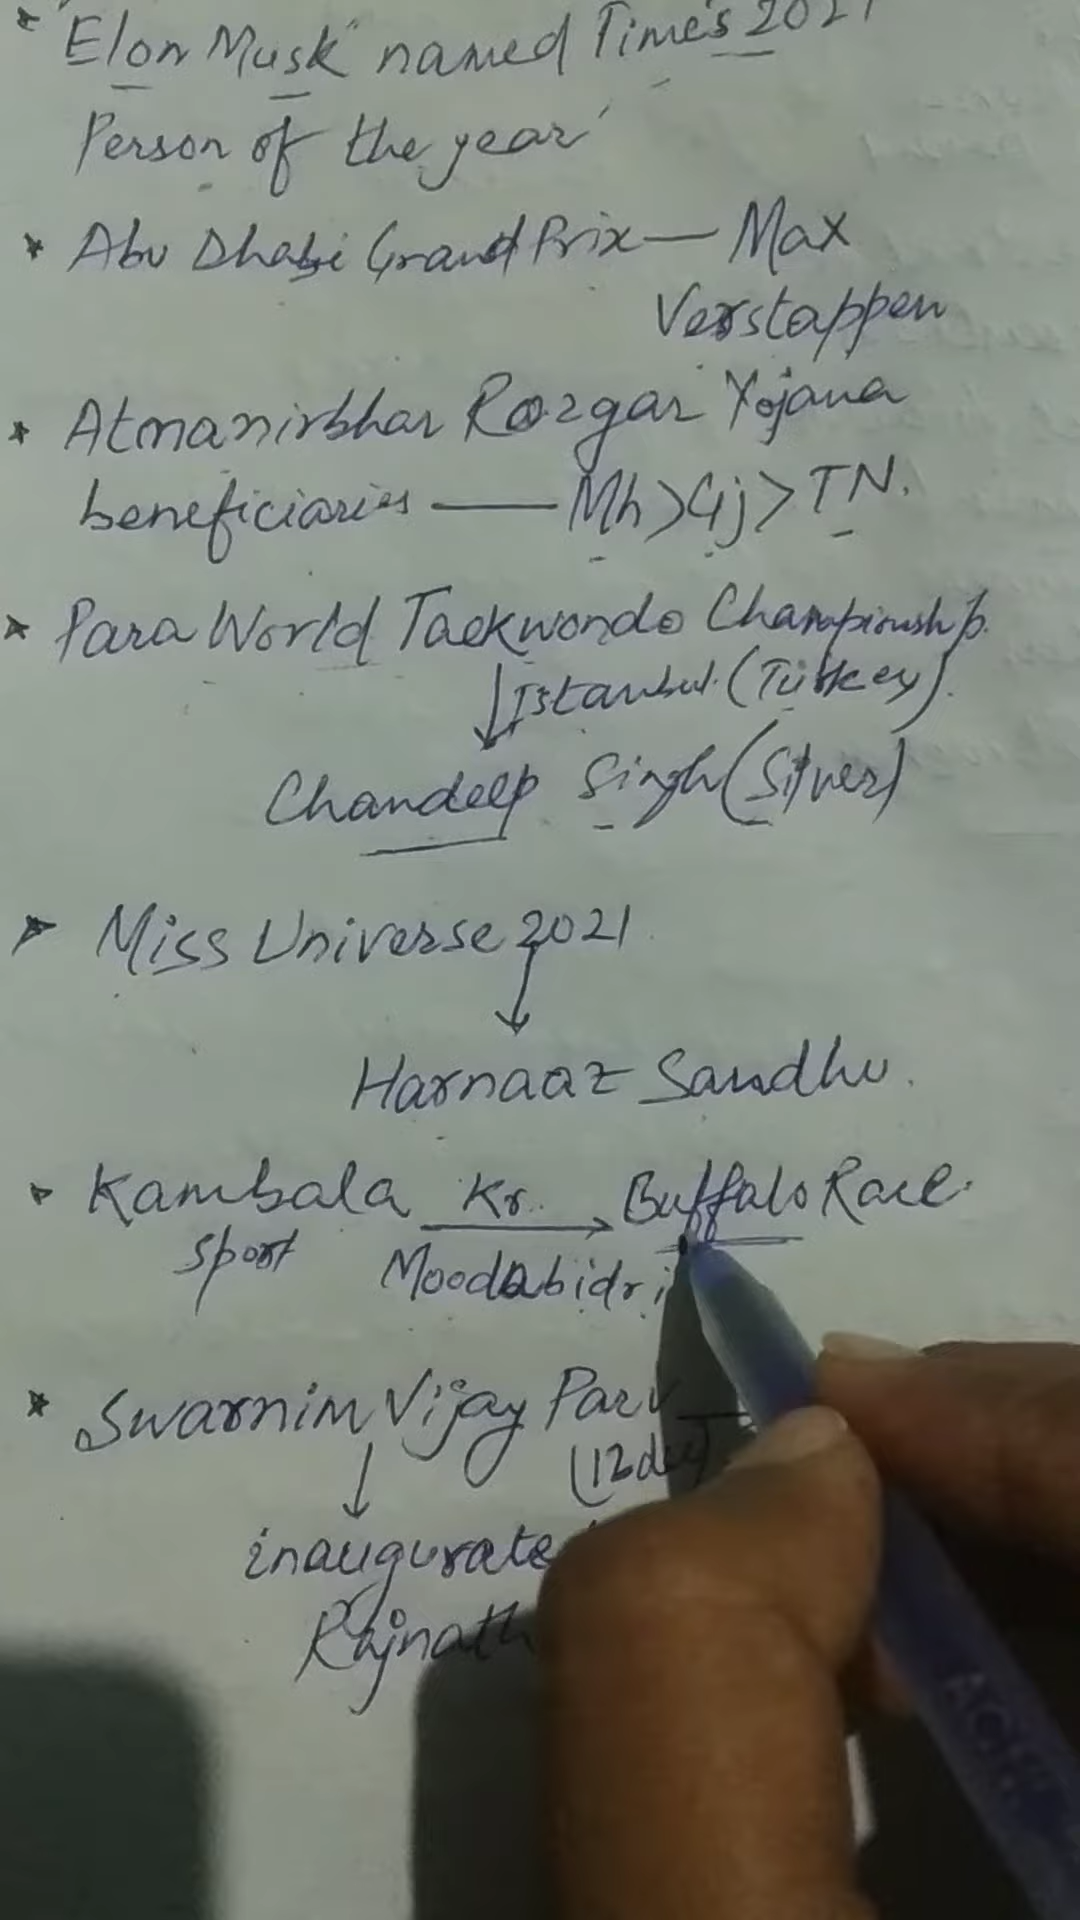 * "Elon Musk" named Time's 2021
Person of the year'
* Abu Dhabi Grand Prix — Max
Verstappen
* Atmanirbhar Rozgar Yojana
beneficiaries — Mh > Gj > TN.
* Para World Taekwondo Championship.
↓ Istanbul. (Turkey).
Chandeep Singh (Silver)
* Miss Universe 2021
↓
Harnaaz Sandhu.
* Kambala Kr. → Buffalo Race.
sport Moodabidri
* Swarnim Vijay Parv —
↓ (12 dec)
inaugurate
Rajnath